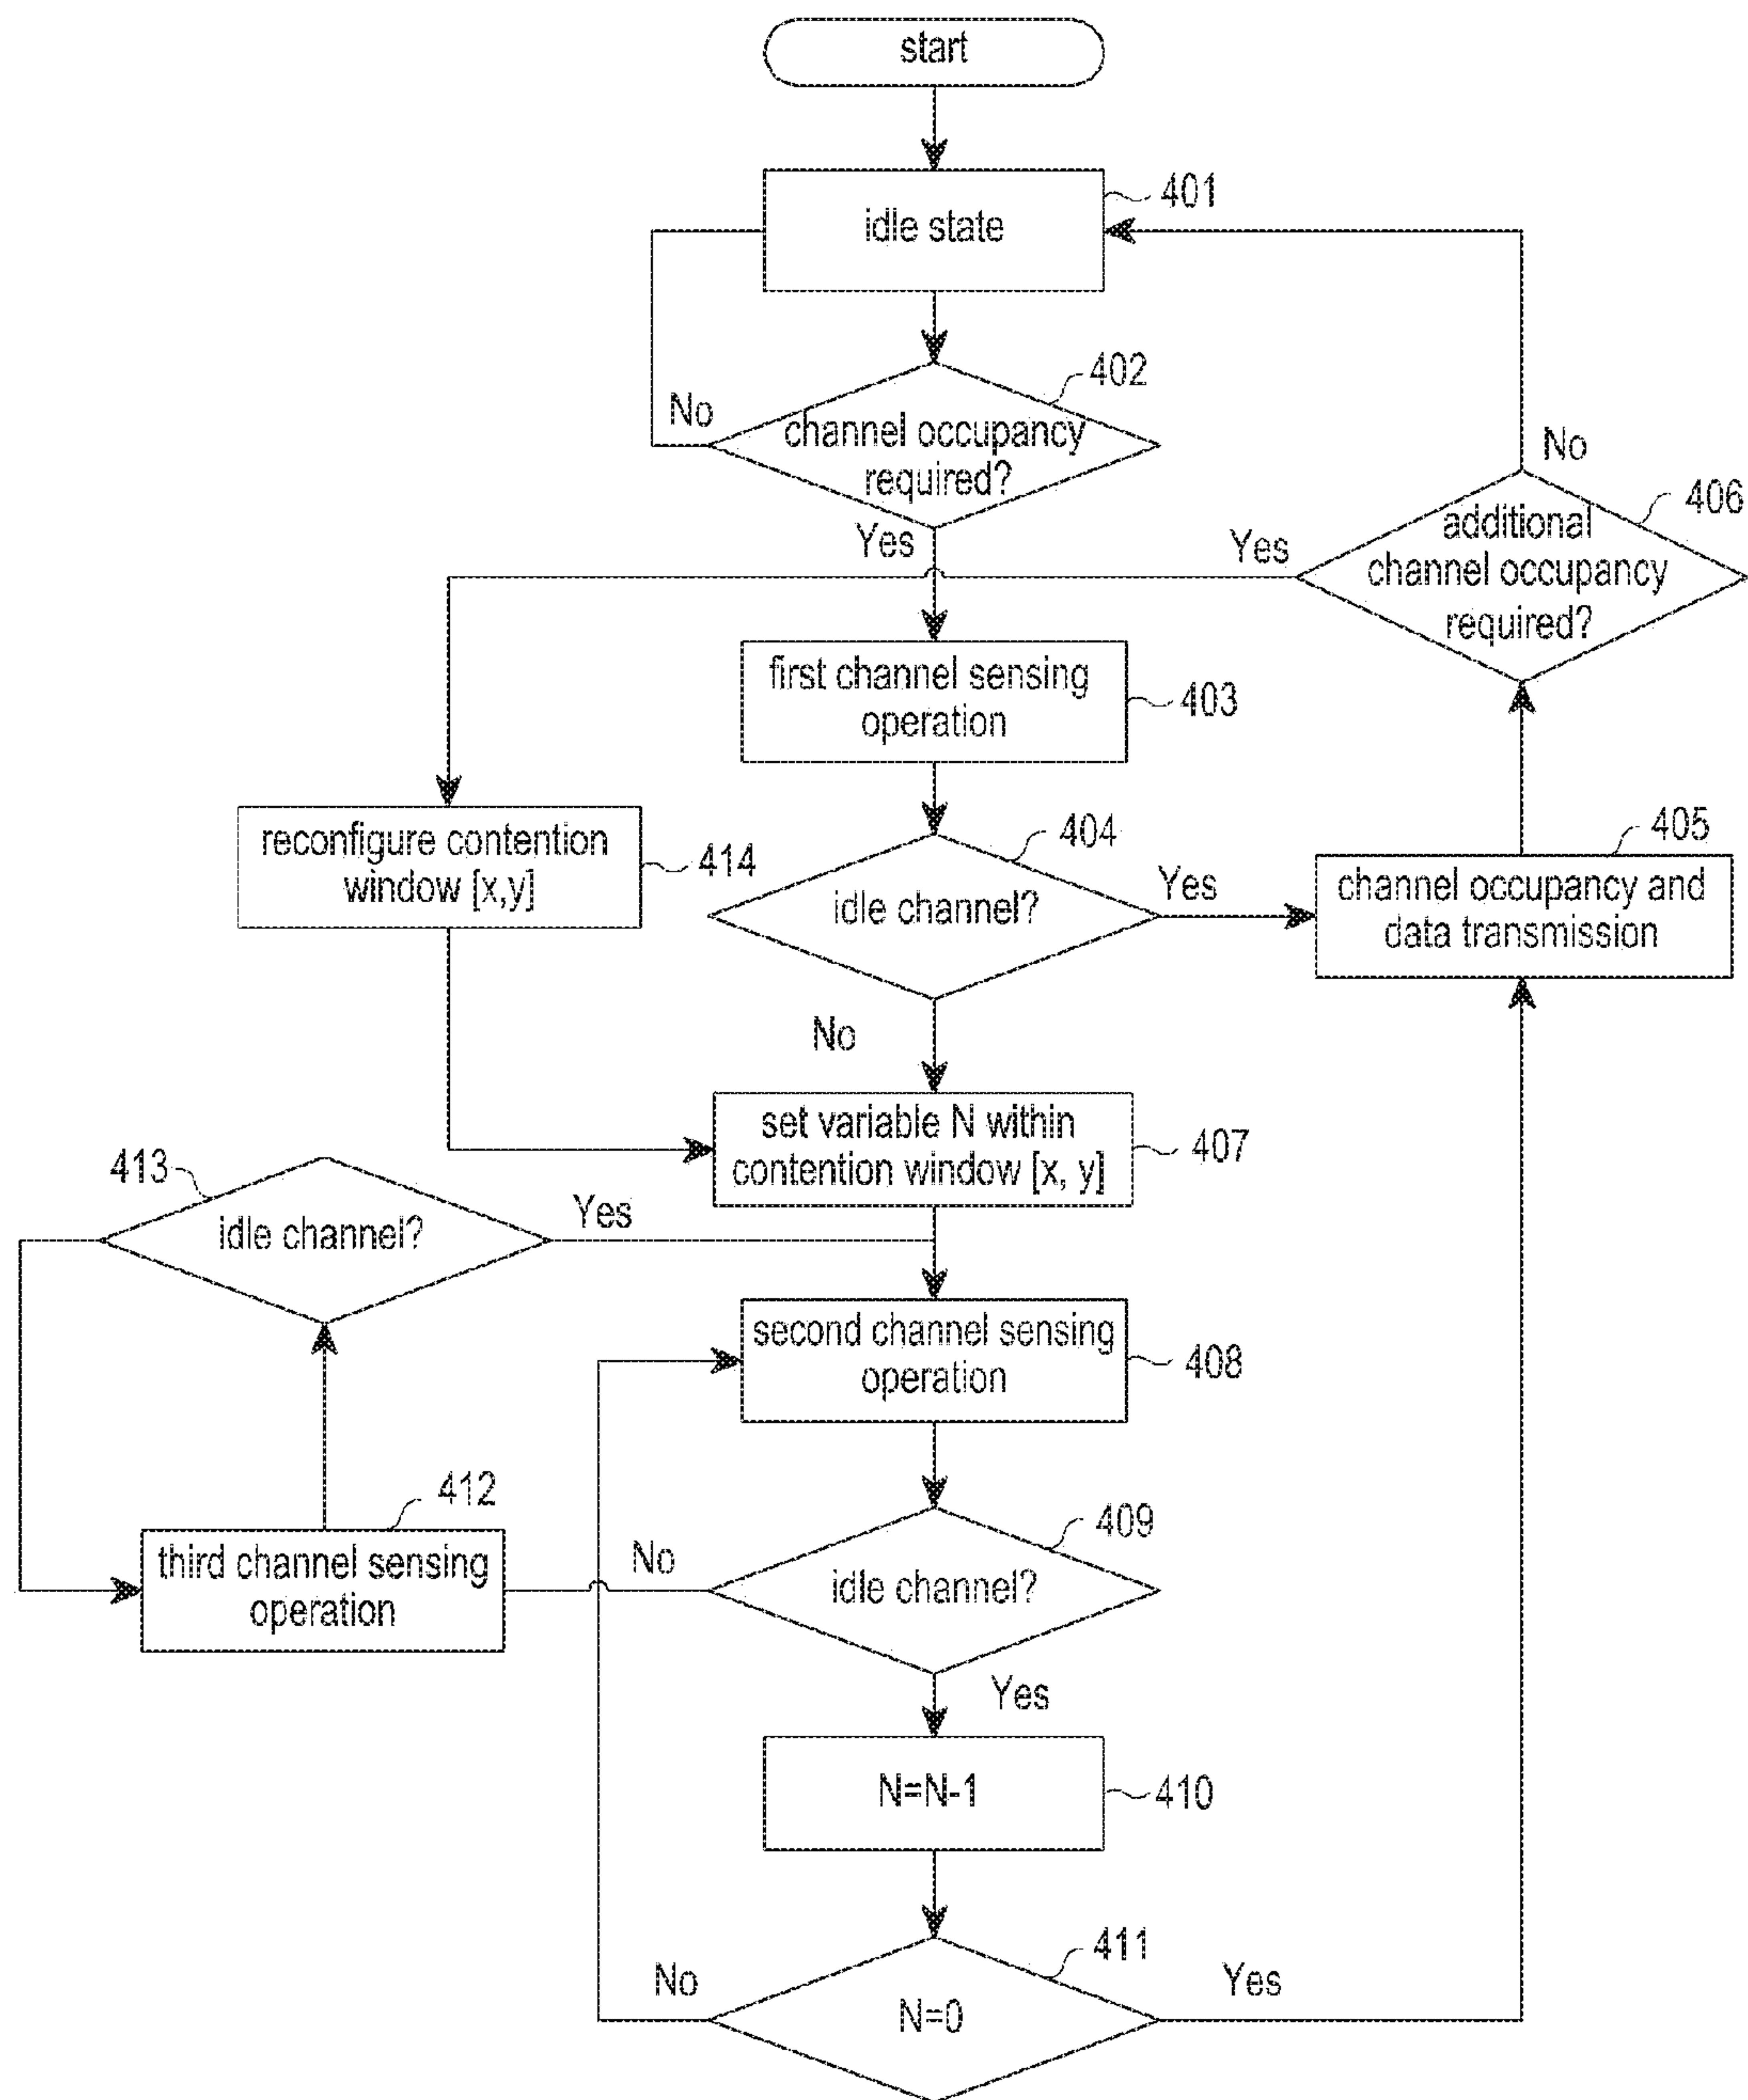 start
idle state
401
402
No
channel occupancy
required?
Yes
No
406
additional
channel occupancy
required?
Yes
first channel sensing
operation
403
reconfigure contention
window [x,y]
414
404
idle channel?
Yes
405
channel occupancy and
data transmission
No
set variable N within
contention window [x, y]
407
413
idle channel?
Yes
second channel sensing
operation
408
412
third channel sensing
operation
No
409
idle channel?
Yes
N=N-1
410
411
No
N=0
Yes